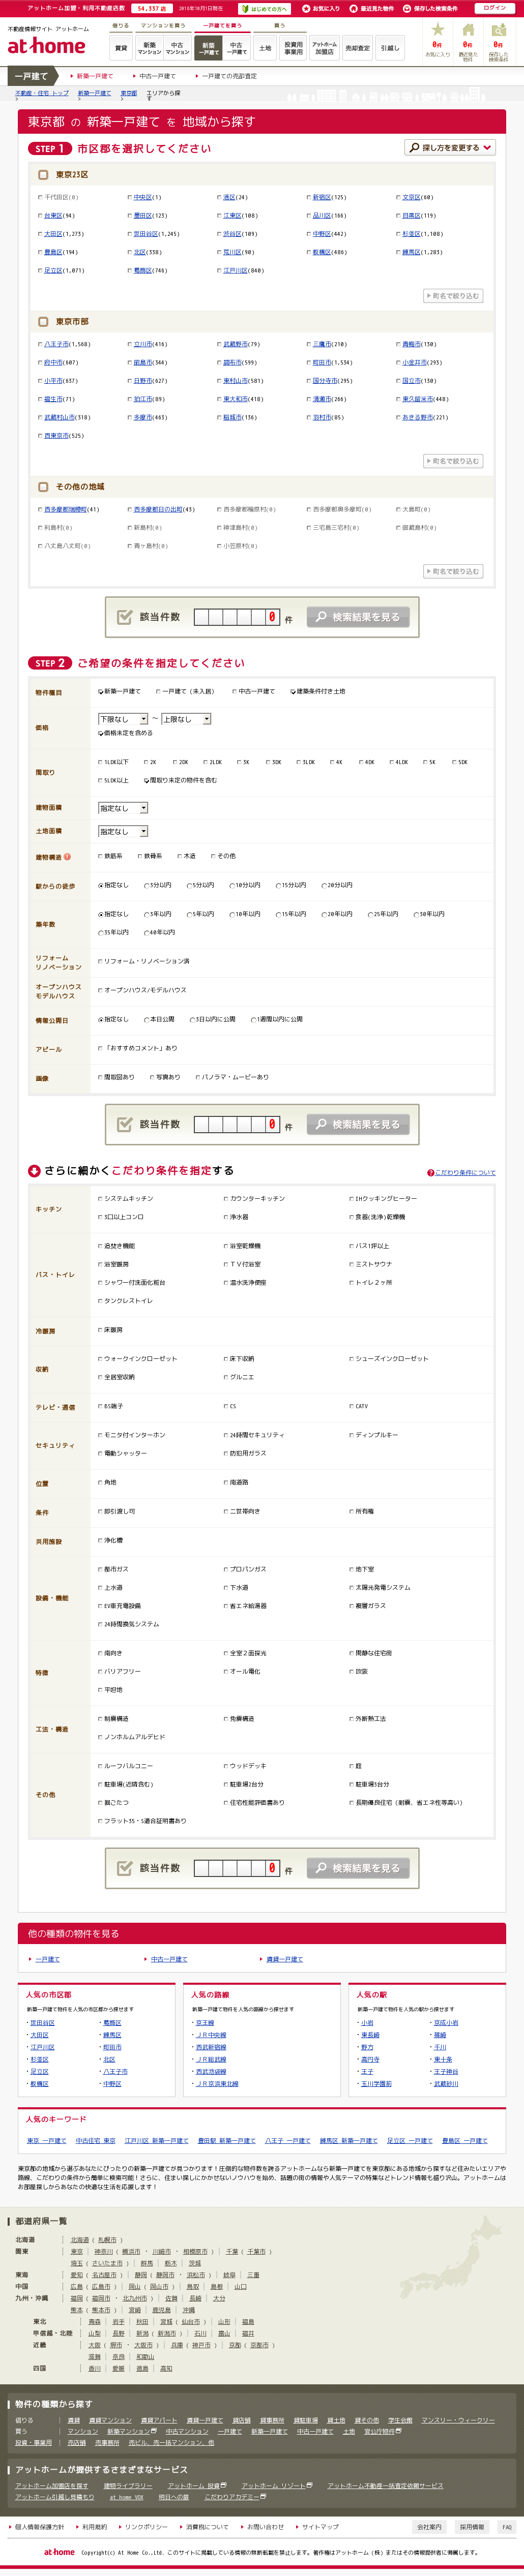 アットホーム加盟・利用不動産店数 54,337 店 2016年10月1日現在
はじめての方へ お気に入り 最近見た物件 保存した検索条件 ログイン
不動産情報サイト アットホーム
at home
借りる マンションを買う 一戸建てを買う 買う
賃貸 新築マンション 中古マンション 新築一戸建て 中古一戸建て 土地 投資用事業用 アットホーム加盟店 売却査定 引越し
0件 お気に入り 0件 最近見た物件 0件 保存した検索条件
一戸建て 新築一戸建て 中古一戸建て 一戸建ての売却査定
不動産・住宅 トップ > 新築一戸建て > 東京都 > エリアから探す
東京都 の 新築一戸建て を 地域から探す
STEP 1 市区郡を選択してください 探し方を変更する
東京23区
千代田区(0) 中央区(1) 港区(24) 新宿区(125) 文京区(60)
台東区(94) 墨田区(123) 江東区(108) 品川区(166) 目黒区(119)
大田区(1,273) 世田谷区(1,245) 渋谷区(109) 中野区(442) 杉並区(1,108)
豊島区(194) 北区(338) 荒川区(90) 板橋区(486) 練馬区(1,283)
足立区(1,071) 葛飾区(746) 江戸川区(840)
町名で絞り込む
東京市部
八王子市(1,568) 立川市(416) 武蔵野市(79) 三鷹市(210) 青梅市(130)
府中市(607) 昭島市(344) 調布市(599) 町田市(1,534) 小金井市(293)
小平市(637) 日野市(627) 東村山市(581) 国分寺市(295) 国立市(130)
福生市(71) 狛江市(89) 東大和市(418) 清瀬市(266) 東久留米市(448)
武蔵村山市(318) 多摩市(463) 稲城市(136) 羽村市(85) あきる野市(221)
西東京市(525)
町名で絞り込む
その他の地域
西多摩郡瑞穂町(41) 西多摩郡日の出町(43) 西多摩郡檜原村(0) 西多摩郡奥多摩町(0) 大島町(0)
利島村(0) 新島村(0) 神津島村(0) 三宅島三宅村(0) 御蔵島村(0)
八丈島八丈町(0) 青ヶ島村(0) 小笠原村(0)
町名で絞り込む
該当件数 0 件 検索結果を見る
STEP 2 ご希望の条件を指定してください
物件種目 新築一戸建て 一戸建て（未入居） 中古一戸建て 建築条件付き土地
価格 下限なし ～ 上限なし
価格未定を含める
間取り 1LDK以下 2K 2DK 2LDK 3K 3DK 3LDK 4K 4DK 4LDK 5K 5DK
5LDK以上 間取り未定の物件を含む
建物面積 指定なし
土地面積 指定なし
建物構造 鉄筋系 鉄骨系 木造 その他
駅からの徒歩 指定なし 3分以内 5分以内 10分以内 15分以内 20分以内
築年数 指定なし 3年以内 5年以内 10年以内 15年以内 20年以内 25年以内 30年以内
35年以内 40年以内
リフォーム
リノベーション リフォーム・リノベーション済
オープンハウス
モデルハウス オープンハウス/モデルハウス
情報公開日 指定なし 本日公開 3日以内に公開 1週間以内に公開
アピール 「おすすめコメント」あり
画像 間取図あり 写真あり パノラマ・ムービーあり
該当件数 0 件 検索結果を見る
さらに細かくこだわり条件を指定する こだわり条件について
キッチン システムキッチン カウンターキッチン IHクッキングヒーター
3口以上コンロ 浄水器 食器(洗浄)乾燥機
バス・トイレ 追焚き機能 浴室乾燥機 バス1坪以上
浴室暖房 ＴＶ付浴室 ミストサウナ
シャワー付洗面化粧台 温水洗浄便座 トイレ２ヶ所
タンクレストイレ
冷暖房 床暖房
収納 ウォークインクローゼット 床下収納 シューズインクローゼット
全居室収納 グルニエ
テレビ・通信 BS端子 CS CATV
セキュリティ モニタ付インターホン 24時間セキュリティ ディンプルキー
電動シャッター 防犯用ガラス
位置 角地 南道路
条件 即引渡し可 二世帯向き 所有権
共用施設 浄化槽
設備・機能 都市ガス プロパンガス 地下室
上水道 下水道 太陽光発電システム
EV車充電設備 省エネ給湯器 複層ガラス
24時間換気システム
特徴 南向き 全室２面採光 閑静な住宅街
バリアフリー オール電化 吹抜
平坦地
工法・構造 制震構造 免震構造 外断熱工法
ノンホルムアルデヒド
その他 ルーフバルコニー ウッドデッキ 庭
駐車場(近隣含む) 駐車場2台分 駐車場3台分
掘ごたつ 住宅性能評価書あり 長期優良住宅（耐震、省エネ性等高い）
フラット35・S適合証明書あり
該当件数 0 件 検索結果を見る
他の種類の物件を見る
一戸建て 中古一戸建て 賃貸一戸建て
人気の市区郡
新築一戸建て物件を人気の市区郡から探せます
・世田谷区 ・葛飾区
・大田区 ・練馬区
・江戸川区 ・町田市
・杉並区 ・北区
・足立区 ・八王子市
・板橋区 ・中野区
人気の路線
新築一戸建て物件を人気の路線から探せます
・京王線
・ＪＲ中央線
・西武新宿線
・ＪＲ総武線
・西武池袋線
・ＪＲ京浜東北線
人気の駅
新築一戸建て物件を人気の駅から探せます
・小岩 ・京成小岩
・東長崎 ・篠崎
・野方 ・千川
・高円寺 ・東十条
・王子 ・王子神谷
・玉川学園前 ・武蔵砂川
人気のキーワード
東京 一戸建て 中古住宅 東京 江戸川区 新築一戸建て 豊田駅 新築一戸建て 八王子 一戸建て 練馬区 新築一戸建て 足立区 一戸建て 豊島区 一戸建て
東京都の地域から選ぶあなたにぴったりの新築一戸建てが見つかります！圧倒的な物件数を誇るアットホームなら新築一戸建てを東京都にある地域から探すなど住みたいエリアや路線、こだわりの条件から簡単に検索可能！さらに、住まい探しにかかせないノウハウを始め、話題の街の情報や人気テーマの特集などトレンド情報も盛り沢山。アットホームはお部屋探しからあなたの快適な生活を応援します！
都道府県一覧
北海道 北海道 ( 札幌市 )
関東 東京 神奈川 ( 横浜市 ・ 川崎市 ・ 相模原市 ) 千葉 ( 千葉市 )
埼玉 ( さいたま市 ) 群馬 栃木 茨城
東海 愛知 ( 名古屋市 ) 静岡 ( 静岡市 ・ 浜松市 ) 岐阜 三重
中国 広島 ( 広島市 ) 岡山 ( 岡山市 ) 鳥取 島根 山口
九州・沖縄 福岡 ( 福岡市 ・ 北九州市 ) 佐賀 長崎 大分
熊本 ( 熊本市 ) 宮崎 鹿児島 沖縄
東北 青森 岩手 秋田 宮城 ( 仙台市 ) 山形 福島
甲信越・北陸 山梨 長野 新潟 ( 新潟市 ) 石川 富山 福井
近畿 大阪 ( 堺市 ・ 大阪市 ) 兵庫 ( 神戸市 ) 京都 ( 京都市 )
滋賀 奈良 和歌山
四国 香川 愛媛 徳島 高知
物件の種類から探す
借りる 賃貸 賃貸マンション 賃貸アパート 賃貸一戸建て 貸店舗 貸事務所 貸駐車場 貸土地 貸その他 学生会館 マンスリー・ウィークリー
買う マンション 新築マンション 中古マンション 一戸建て 新築一戸建て 中古一戸建て 土地 官公庁物件
投資・事業用 売店舗 売事務所 売ビル、売一括マンション、他
アットホームが提供するさまざまなサービス
アットホーム加盟店を探す 建物ライブラリー アットホーム 投資 アットホーム リゾート アットホーム不動産一括査定依頼サービス
アットホーム引越し見積もり at home VOX 明日への扉 こだわりアカデミー
個人情報保護方針 利用規約 リンクポリシー 消費税について お問い合わせ サイトマップ 会社案内 採用情報 FAQ
at home Copyright(c) At Home Co.,Ltd. このサイトに掲載している情報の無断転載を禁止します。著作権はアットホーム（株）またはその情報提供者に帰属します。